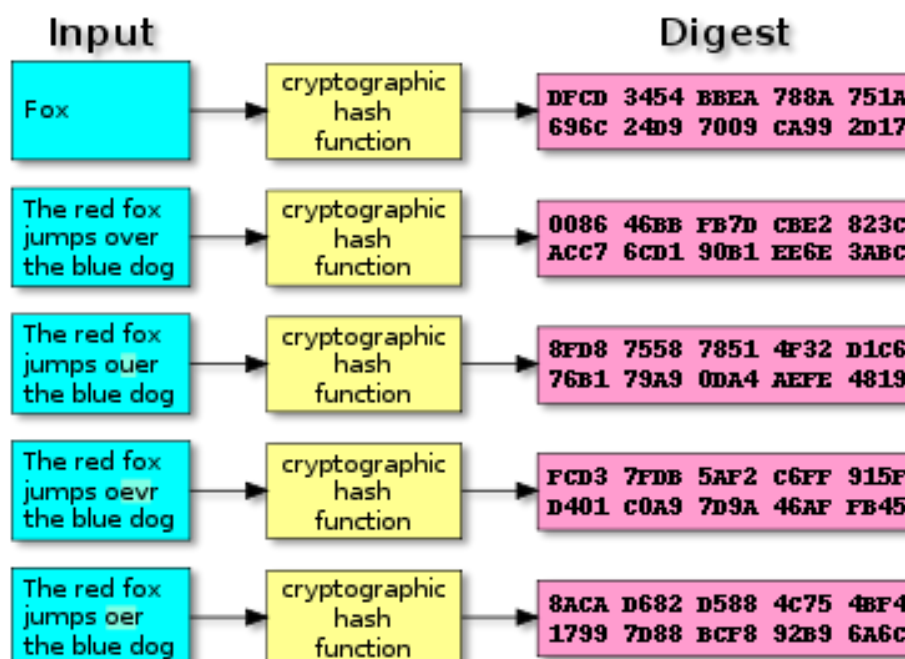 Input
Digest
Fox
cryptographic
hash
function
DFCD 3454 BBEA 788A 751A
696C 24D9 7009 CA99 2D17
The red fox
jumps over
the blue dog
cryptographic
hash
function
0086 46BB FB7D CBE2 823C
ACC7 6CD1 90B1 EE6E 3ABC
The red fox
jumps ouer
the blue dog
cryptographic
hash
function
8FD8 7558 7851 4F32 D1C6
76B1 79A9 0DA4 AEFE 4819
The red fox
jumps oevr
the blue dog
cryptographic
hash
function
FCD3 7FDB 5AF2 C6FF 915F
D401 C0A9 7D9A 46AF FB45
The red fox
jumps oer
the blue dog
cryptographic
hash
function
8ACA D682 D588 4C75 4BF4
1799 7D88 BCF8 92B9 6A6C